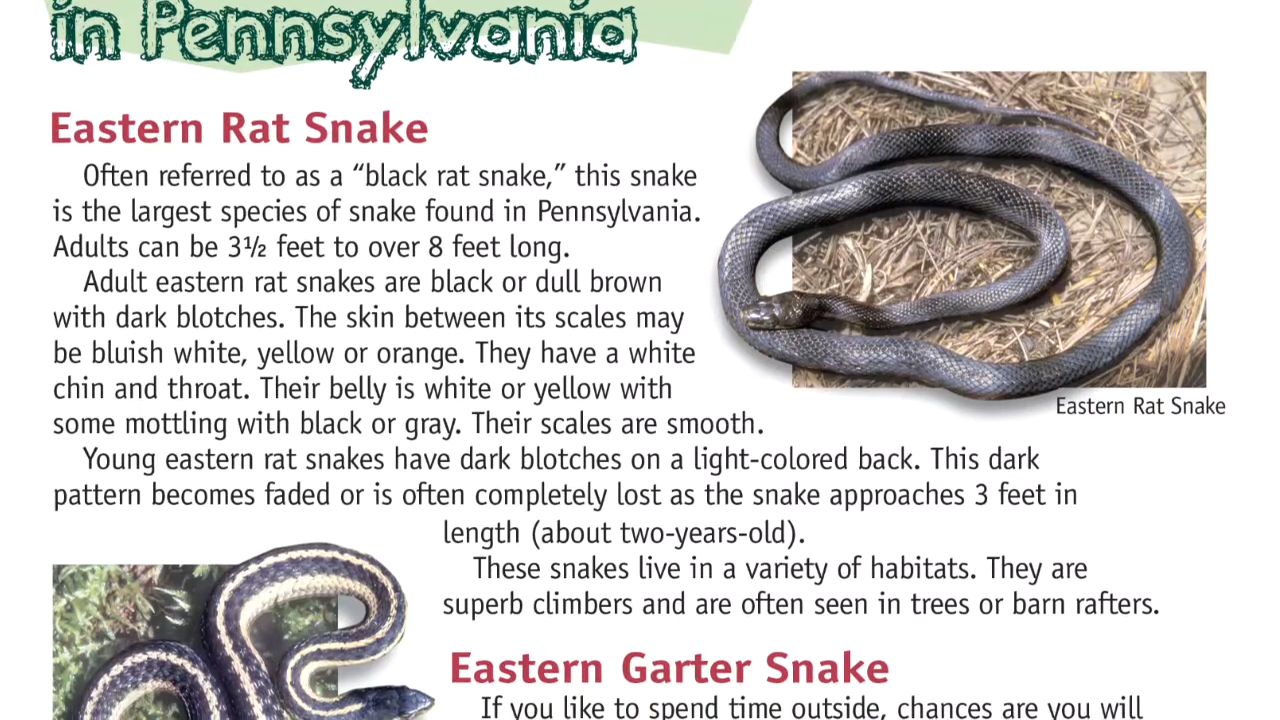 in Pennsylvania
Eastern Rat Snake
Often referred to as a “black rat snake,” this snake
is the largest species of snake found in Pennsylvania.
Adults can be 3½ feet to over 8 feet long.
Adult eastern rat snakes are black or dull brown
with dark blotches. The skin between its scales may
be bluish white, yellow or orange. They have a white
chin and throat. Their belly is white or yellow with
some mottling with black or gray. Their scales are smooth.
Eastern Rat Snake
Young eastern rat snakes have dark blotches on a light-colored back. This dark
pattern becomes faded or is often completely lost as the snake approaches 3 feet in
length (about two-years-old).
These snakes live in a variety of habitats. They are
superb climbers and are often seen in trees or barn rafters.
Eastern Garter Snake
If you like to spend time outside, chances are you will